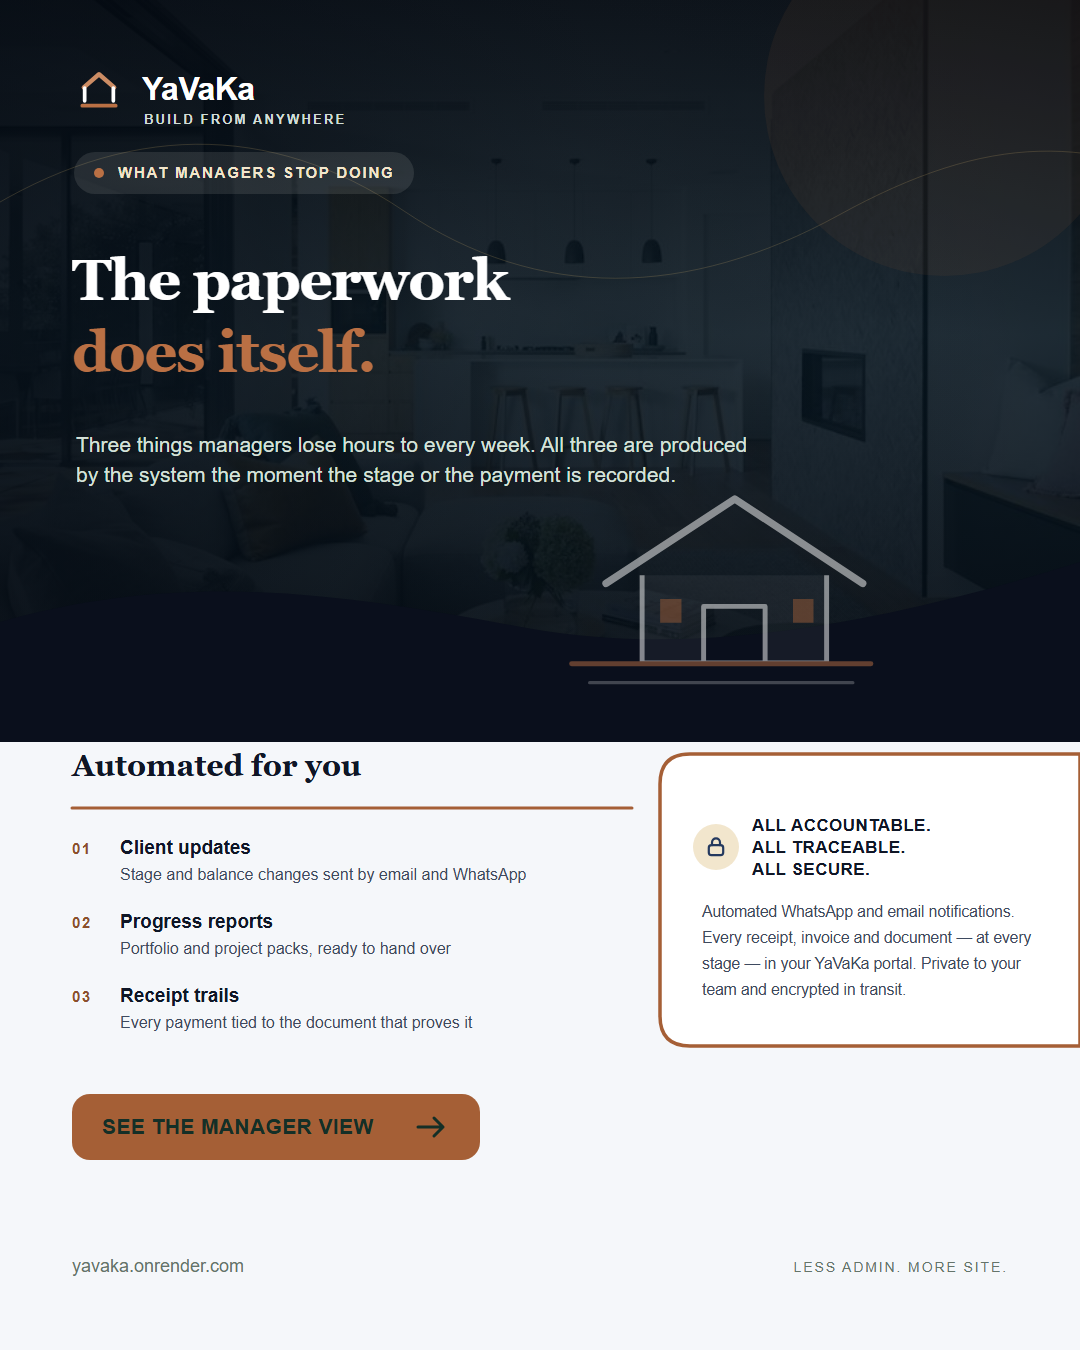 YaVaKa
BUILD FROM ANYWHERE
WHAT MANAGERS STOP DOING
The paperwork
does itself.
Three things managers lose hours to every week. All three are produced
by the system the moment the stage or the payment is recorded.
Automated for you
01 Client updates
Stage and balance changes sent by email and WhatsApp
02 Progress reports
Portfolio and project packs, ready to hand over
03 Receipt trails
Every payment tied to the document that proves it
ALL ACCOUNTABLE.
ALL TRACEABLE.
ALL SECURE.
Automated WhatsApp and email notifications.
Every receipt, invoice and document — at every
stage — in your YaVaKa portal. Private to your
team and encrypted in transit.
SEE THE MANAGER VIEW
yavaka.onrender.com
LESS ADMIN. MORE SITE.